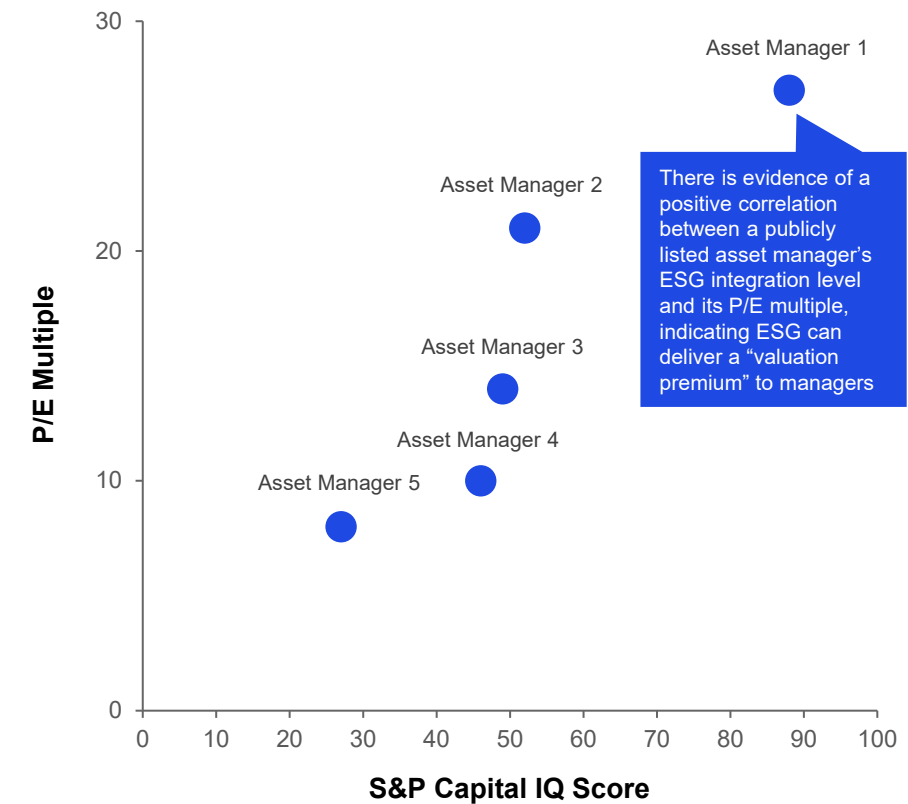 30
Asset Manager 1
There is evidence of a
positive correlation
between a publicly
listed asset manager’s
ESG integration level
and its P/E multiple,
indicating ESG can
deliver a “valuation
premium” to managers
Asset Manager 2
20
P/E Multiple
Asset Manager 3
Asset Manager 4
10
Asset Manager 5
0
0 10 20 30 40 50 60 70 80 90 100
S&P Capital IQ Score